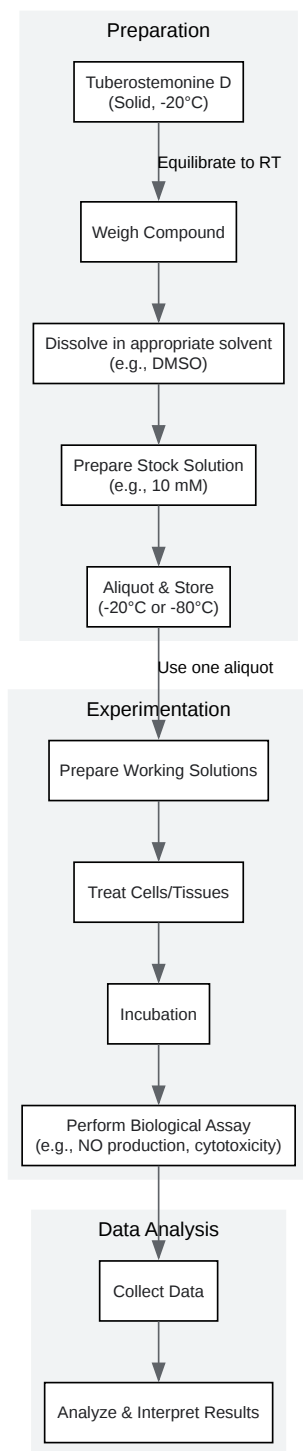 Preparation
Tuberostemonine D
(Solid, -20°C)
Equilibrate to RT
Weigh Compound
Dissolve in appropriate solvent
(e.g., DMSO)
Prepare Stock Solution
(e.g., 10 mM)
Aliquot & Store
(-20°C or -80°C)
Use one aliquot
Experimentation
Prepare Working Solutions
Treat Cells/Tissues
Incubation
Perform Biological Assay
(e.g., NO production, cytotoxicity)
Data Analysis
Collect Data
Analyze & Interpret Results